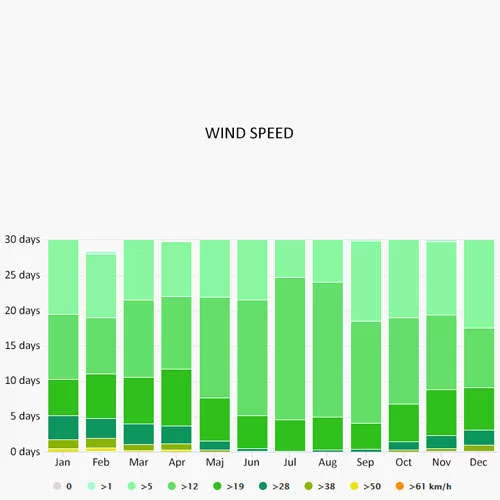 WIND SPEED
30 days
25 days
20 days
15 days
10 days
5 days
0 days
Jan Feb Mar Apr Maj Jun Jul Aug Sep Oct Nov Dec
0 >1 >5 >12 >19 >28 >38 >50 >61 km/h